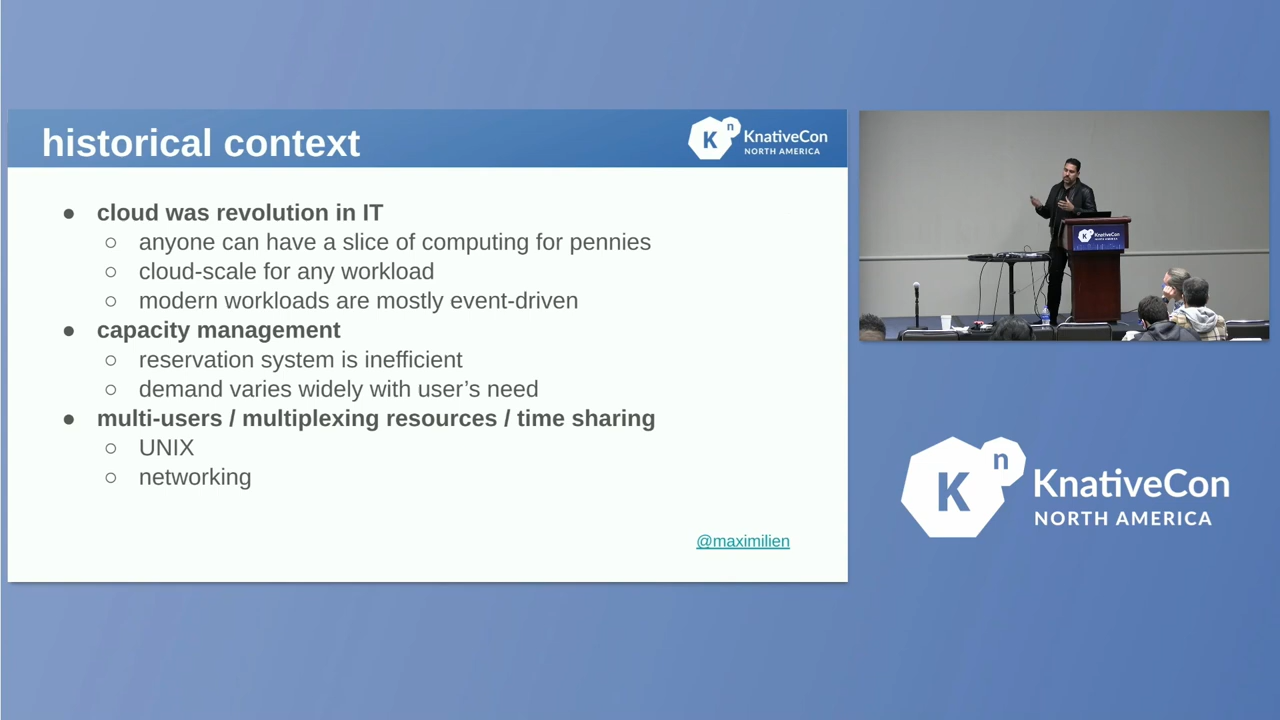 historical context
K n KnativeCon
NORTH AMERICA
● cloud was revolution in IT
○ anyone can have a slice of computing for pennies
○ cloud-scale for any workload
○ modern workloads are mostly event-driven
● capacity management
○ reservation system is inefficient
○ demand varies widely with user’s need
● multi-users / multiplexing resources / time sharing
○ UNIX
○ networking
@maximilien
K KnativeCon
K n KnativeCon
NORTH AMERICA